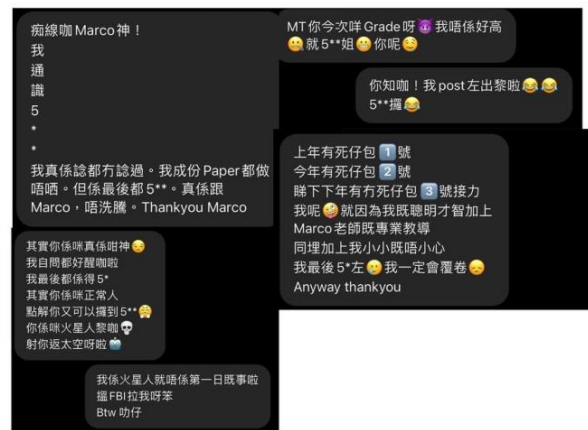 痴線咖Marco神！
我
通
識
5
*
*
我真係諗都冇諗過。我成份Paper都做
唔哂。但係最後都5**。真係跟
Marco，唔洗騰。Thankyou Marco
其實你係咪真係咁神😏
我自問都好醒咖啦
我最後都係得5*
其實你係咪正常人
點解你又可以攞到5**😤
你係咪火星人黎咖💀
射你返太空呀啦🤖
我係火星人就唔係第一日既事啦
搵FBI拉我呀笨
Btw 叻仔
MT你今次咩Grade呀😈我唔係好高
🤐就5**姐🤭你呢🤤
你知咖！我post左出黎啦😂😂
5**攞😂
上年有死仔包1️⃣號
今年有死仔包2️⃣號
睇下下年有冇死仔包3️⃣號接力
我呢🤪就因為我既聰明才智加上
Marco老師既專業教導
同埋加上我小小既唔小心
我最後5*左🥲我一定會覆卷😞
Anyway thankyou